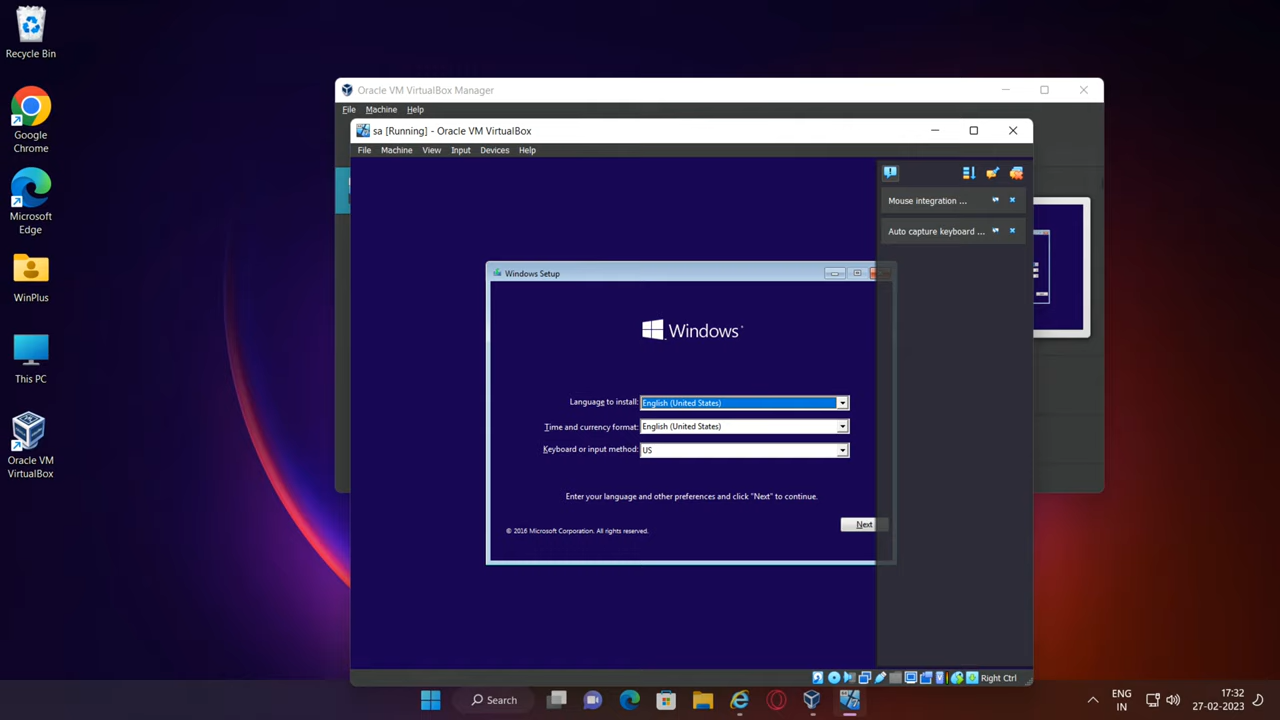 Recycle Bin
Google
Chrome
Microsoft
Edge
WinPlus
This PC
Oracle VM
VirtualBox
Oracle VM VirtualBox Manager
File Machine Help
sa [Running] - Oracle VM VirtualBox
File Machine View Input Devices Help
Mouse integration ...
Auto capture keyboard ...
Windows Setup
Windows
Language to install: English (United States)
Time and currency format: English (United States)
Keyboard or input method: US
Enter your language and other preferences and click "Next" to continue.
© 2016 Microsoft Corporation. All rights reserved.
Next
Right Ctrl
Search
ENG
IN
17:32
27-02-2023